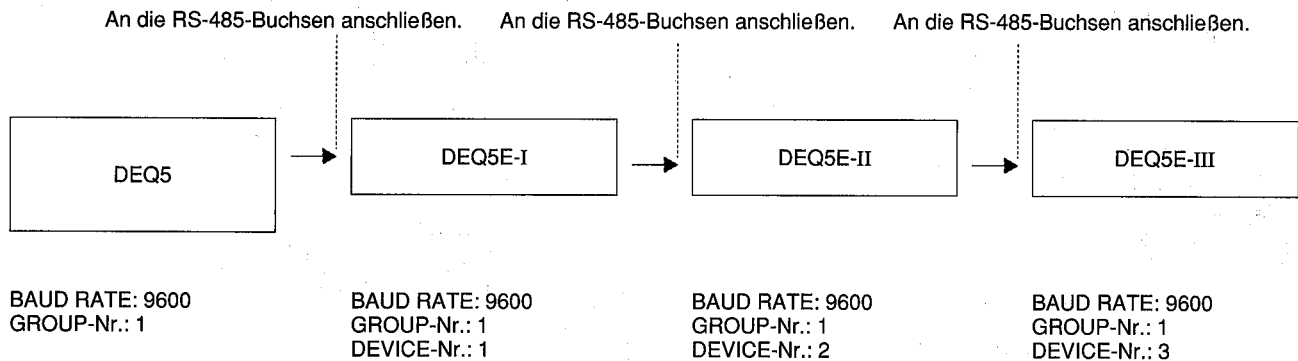 An die RS-485-Buchsen anschließen.
An die RS-485-Buchsen anschließen.
An die RS-485-Buchsen anschließen.
DEQ5
DEQ5E-I
DEQ5E-II
DEQ5E-III
BAUD RATE: 9600
GROUP-Nr.: 1
BAUD RATE: 9600
GROUP-Nr.: 1
DEVICE-Nr.: 1
BAUD RATE: 9600
GROUP-Nr.: 1
DEVICE-Nr.: 2
BAUD RATE: 9600
GROUP-Nr.: 1
DEVICE-Nr.: 3